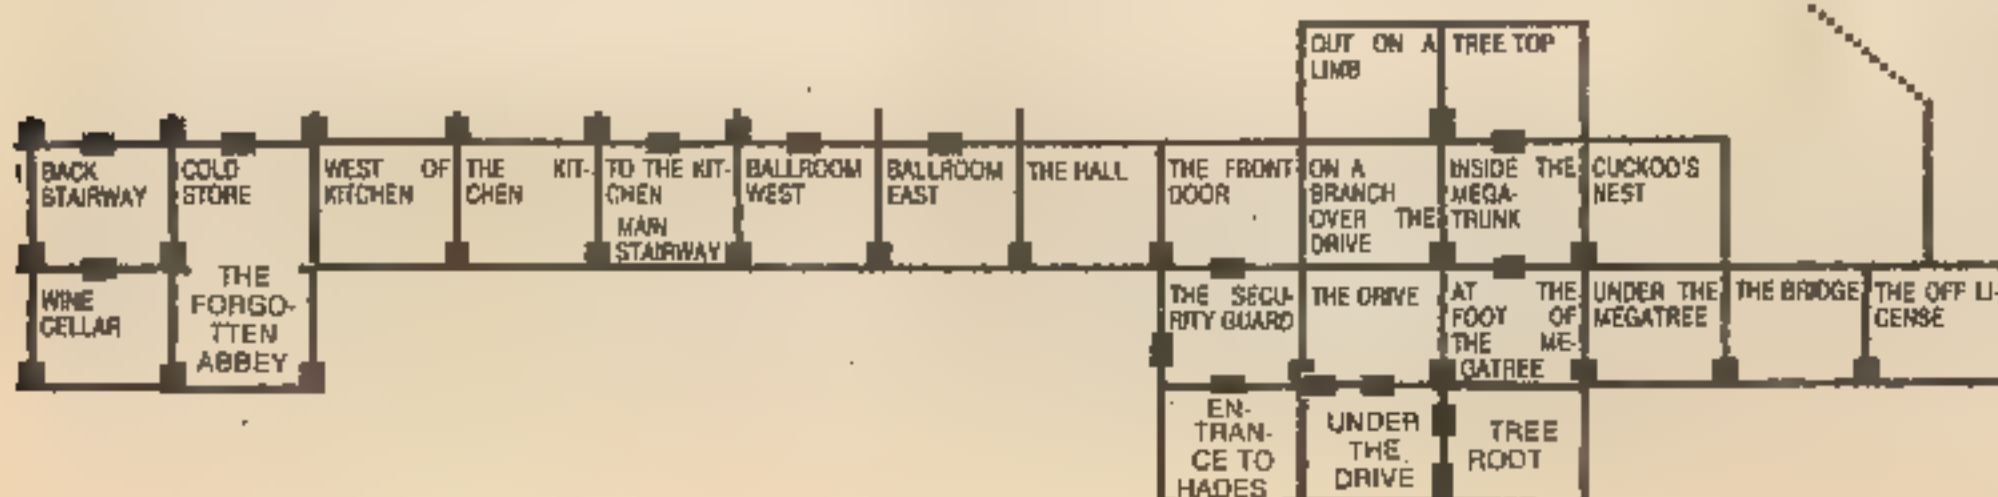 OUT ON A
LIMB
TREE TOP
BACK
STAIRWAY
COLD
STORE
WEST OF
KITCHEN
THE KIT-
CHEN
TO THE KIT-
CHEN
MAIN
STAIRWAY
BALLROOM
WEST
BALLROOM
EAST
THE HALL
THE FRONT
DOOR
ON A
BRANCH
OVER THE
DRIVE
INSIDE THE
MEGA-
TRUNK
CUCKOO'S
NEST
WINE
CELLAR
THE
FORGO-
TTEN
ABBEY
THE SECU-
RITY GUARD
THE DRIVE
AT THE
FOOT OF
THE ME-
GATREE
UNDER THE
MEGATREE
THE BRIDGE
THE OFF LI-
CENSE
EN-
TRAN-
CE TO
HADES
UNDER
THE
DRIVE
TREE
ROOT